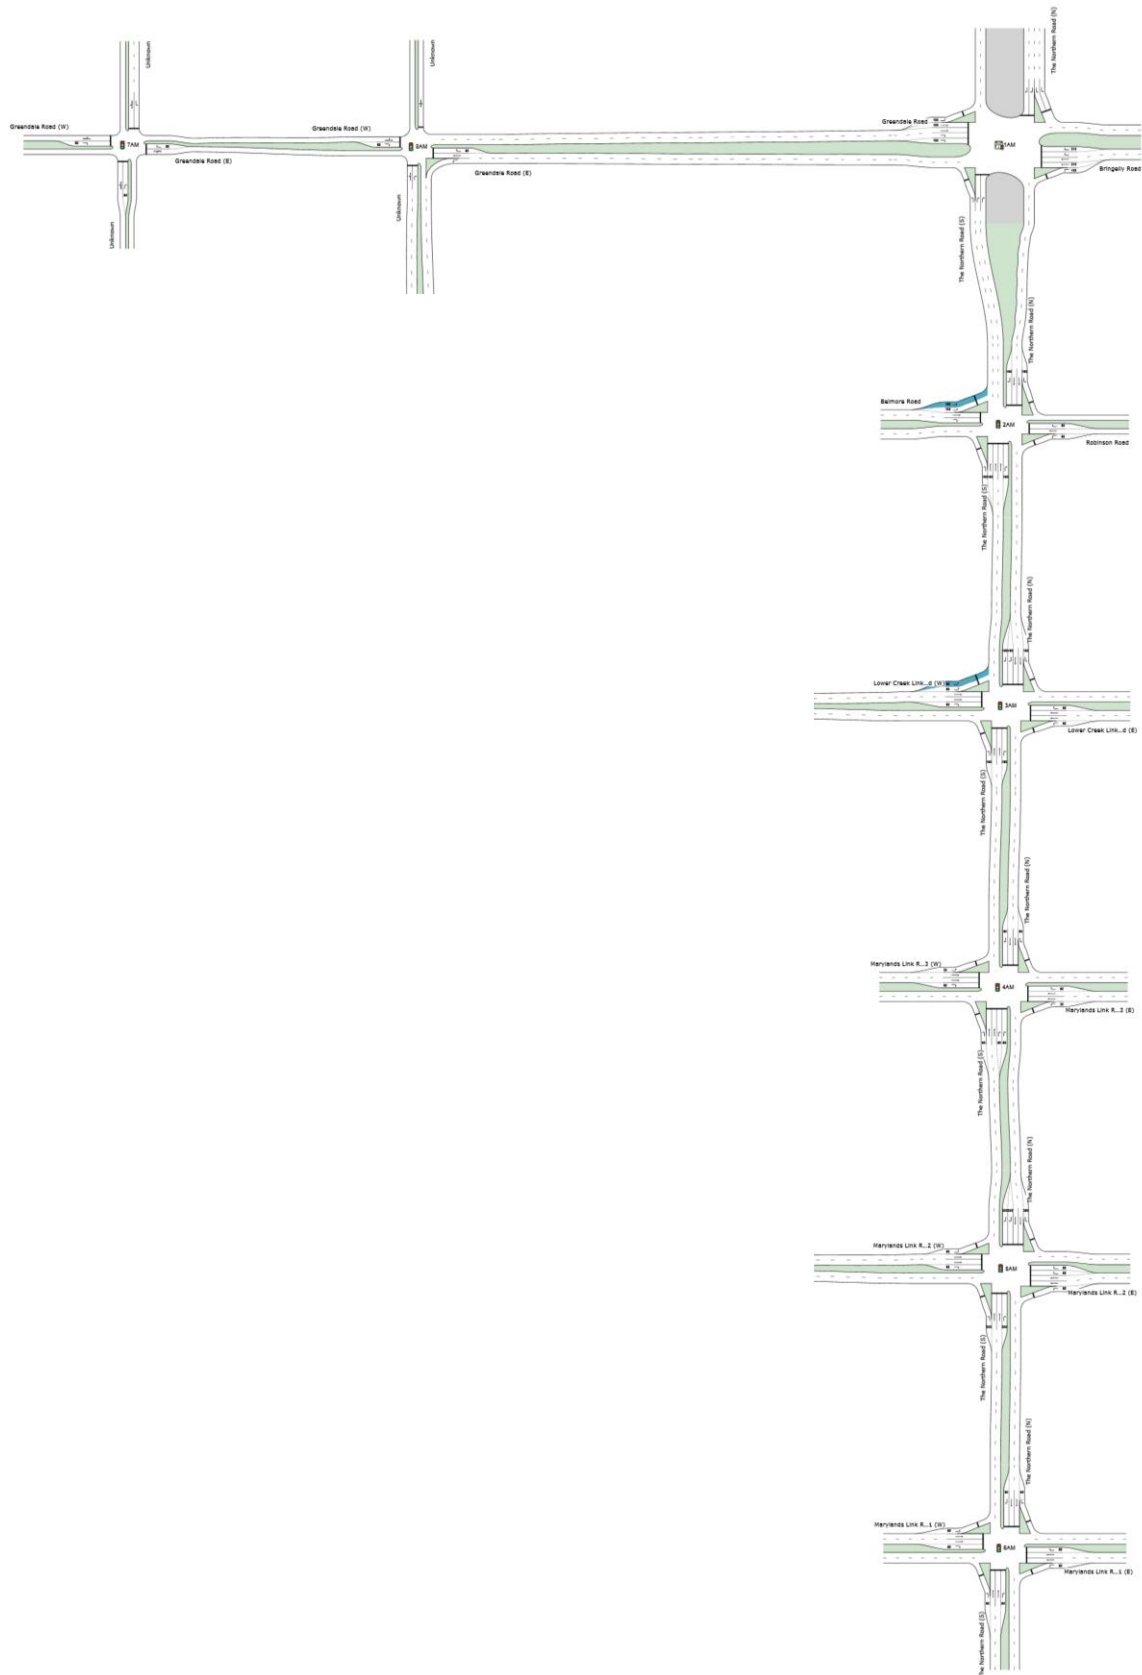 The Northern Road (N)
Unknown
Unknown
Greendale Road (W)
Greendale Road (W)
Greendale Road
7AM
8AM
1AM
Greendale Road (E)
Greendale Road (E)
Bringelly Road
Unknown
Unknown
The Northern Road (S)
The Northern Road (N)
Belmore Road
2AM
Robinson Road
The Northern Road (S)
The Northern Road (N)
Lower Creek Link...d (W)
3AM
Lower Creek Link...d (E)
The Northern Road (S)
The Northern Road (N)
Marylands Link R...3 (W)
4AM
Marylands Link R...3 (E)
The Northern Road (S)
The Northern Road (N)
Marylands Link R...2 (W)
5AM
Marylands Link R...2 (E)
The Northern Road (S)
The Northern Road (N)
Marylands Link R...1 (W)
6AM
Marylands Link R...1 (E)
The Northern Road (S)